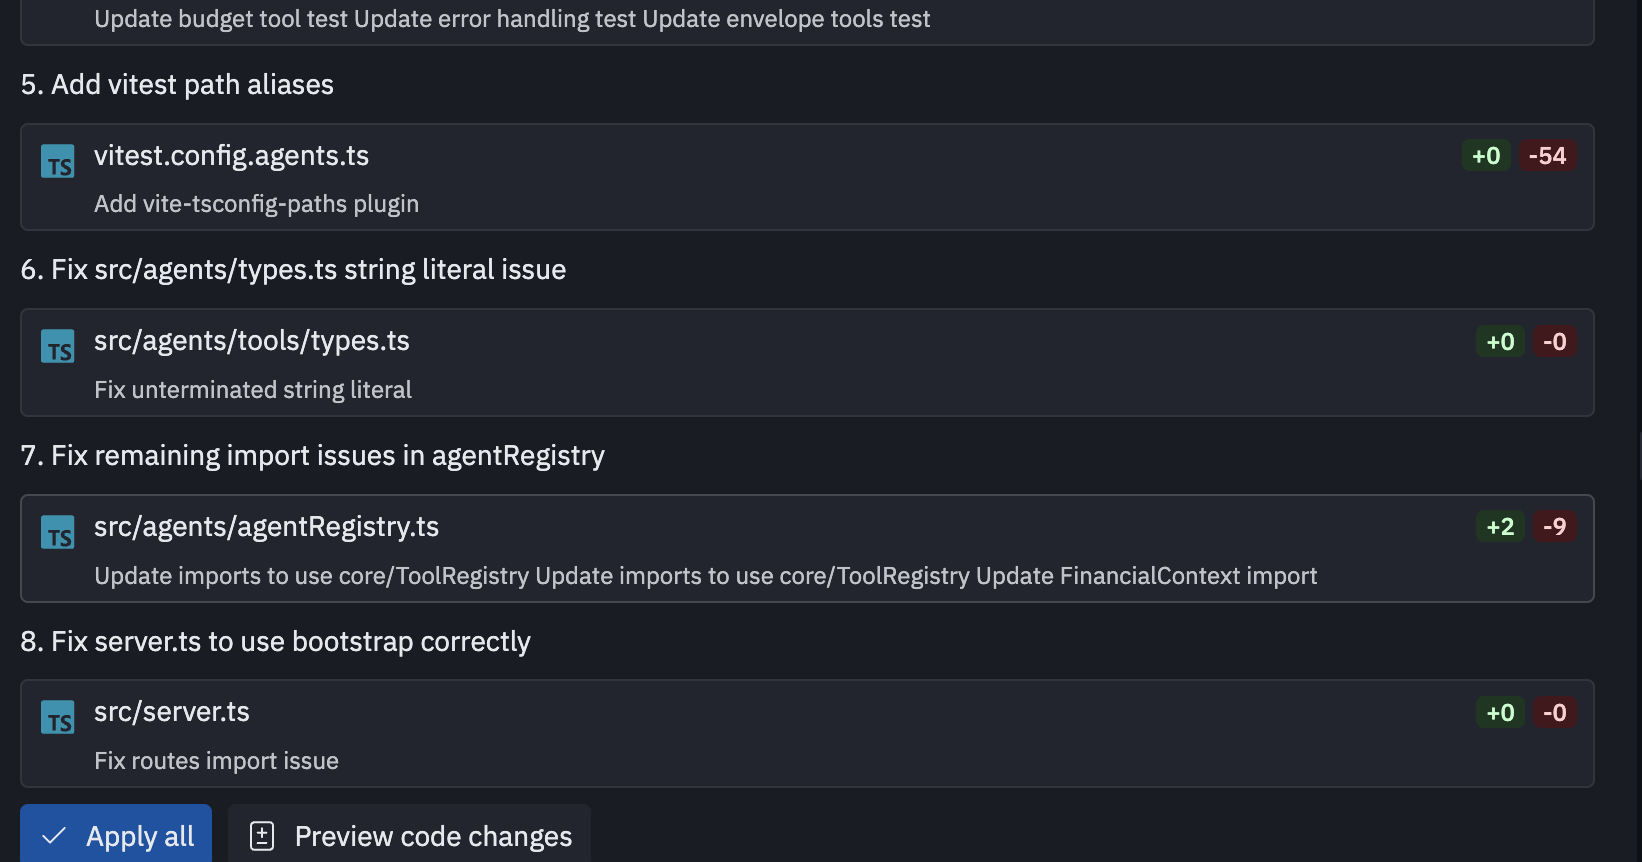 Update budget tool test Update error handling test Update envelope tools test
5. Add vitest path aliases
TS vitest.config.agents.ts +0 -54
Add vite-tsconfig-paths plugin
6. Fix src/agents/types.ts string literal issue
TS src/agents/tools/types.ts +0 -0
Fix unterminated string literal
7. Fix remaining import issues in agentRegistry
TS src/agents/agentRegistry.ts +2 -9
Update imports to use core/ToolRegistry Update imports to use core/ToolRegistry Update FinancialContext import
8. Fix server.ts to use bootstrap correctly
TS src/server.ts +0 -0
Fix routes import issue
Apply all Preview code changes